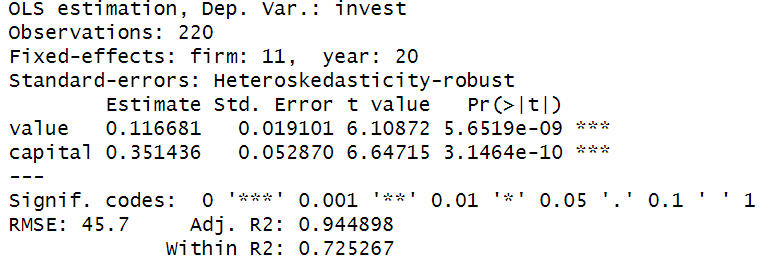 OLS estimation, Dep. Var.: invest
Observations: 220
Fixed-effects: firm: 11,  year: 20
Standard-errors: Heteroskedasticity-robust
        Estimate Std. Error t value   Pr(>|t|)
value   0.116681   0.019101 6.10872 5.6519e-09 ***
capital 0.351436   0.052870 6.64715 3.1464e-10 ***
---
Signif. codes:  0 '***' 0.001 '**' 0.01 '*' 0.05 '.' 0.1 ' ' 1
RMSE: 45.7     Adj. R2: 0.944898
             Within R2: 0.725267